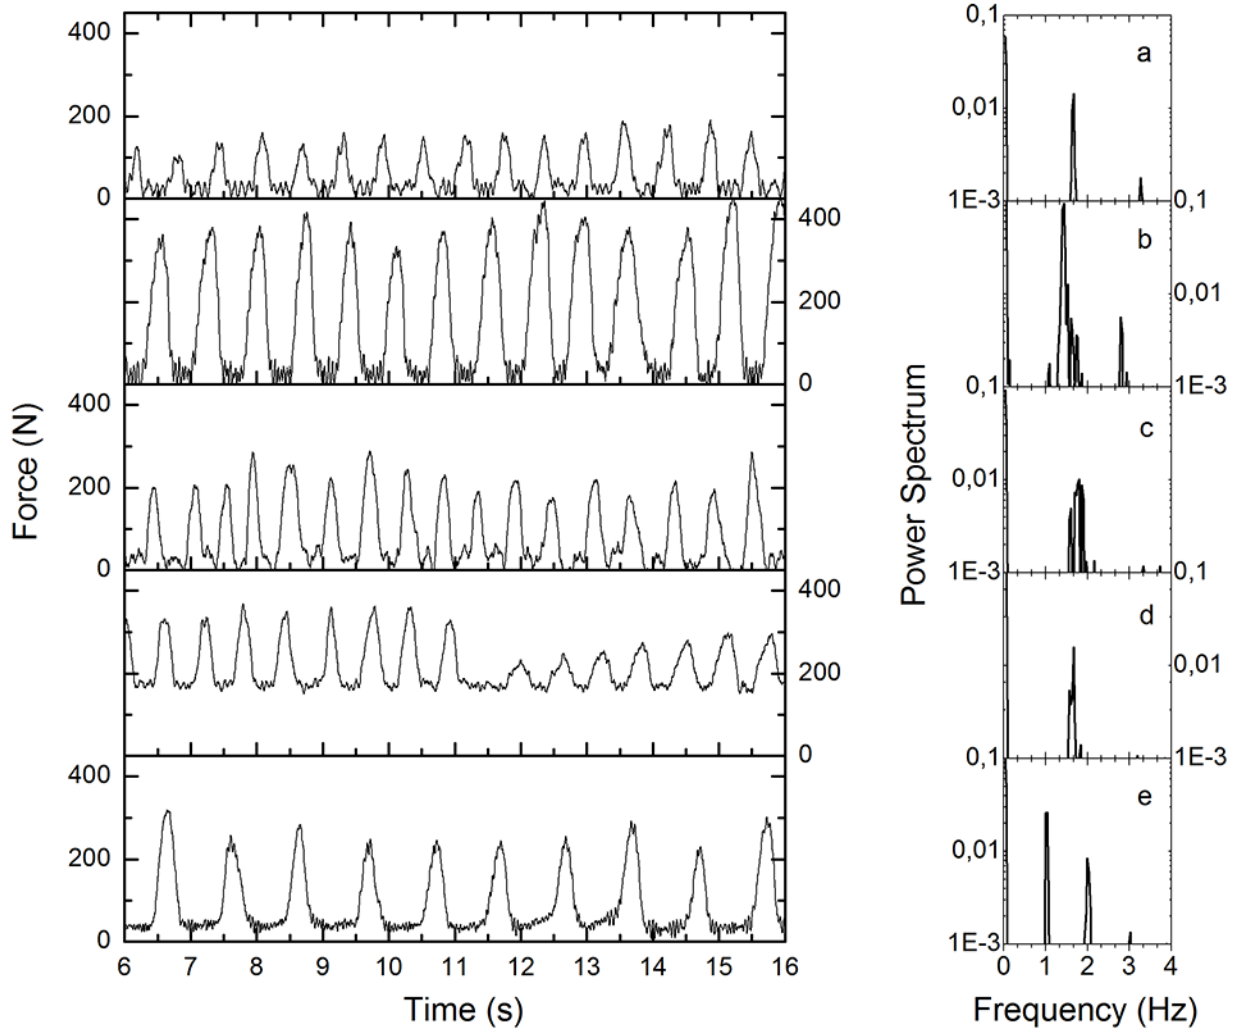 400
200
0
400
200
0
400
200
0
400
200
0
400
200
0
Force (N)
6 7 8 9 10 11 12 13 14 15 16
Time (s)
0,1
a
0,01
1E-3 0,1
b
0,01
0,1 1E-3
c
0,01
1E-3 0,1
d
0,01
0,1 1E-3
e
0,01
1E-3
Power Spectrum
0 1 2 3 4
Frequency (Hz)